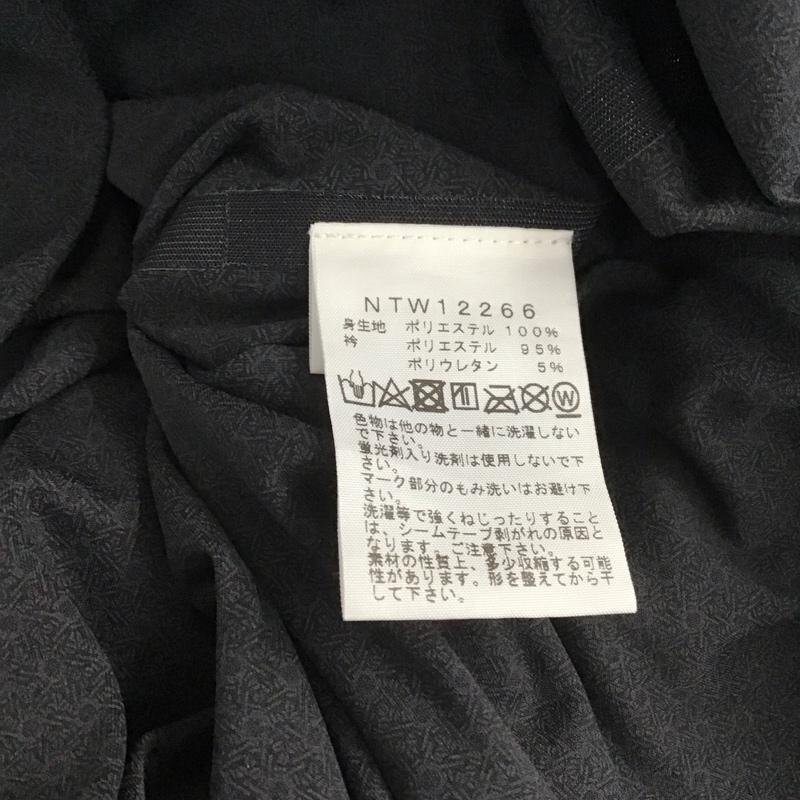 NTW12266
身生地 ポリエステル 100%
衿 ポリエステル 95%
ポリウレタン 5%
W
色物は他の物と一緒に洗濯しない
で下さい。
蛍光剤入り洗剤は使用しないで下
さい。
マーク部分のもみ洗いはお避け下
さい。
洗濯等で強くねじったりすること
は、シームテープ剥がれの原因と
なります。ご注意下さい。
素材の性質上、多少収縮する可能
性があります。形を整えてから干
して下さい。